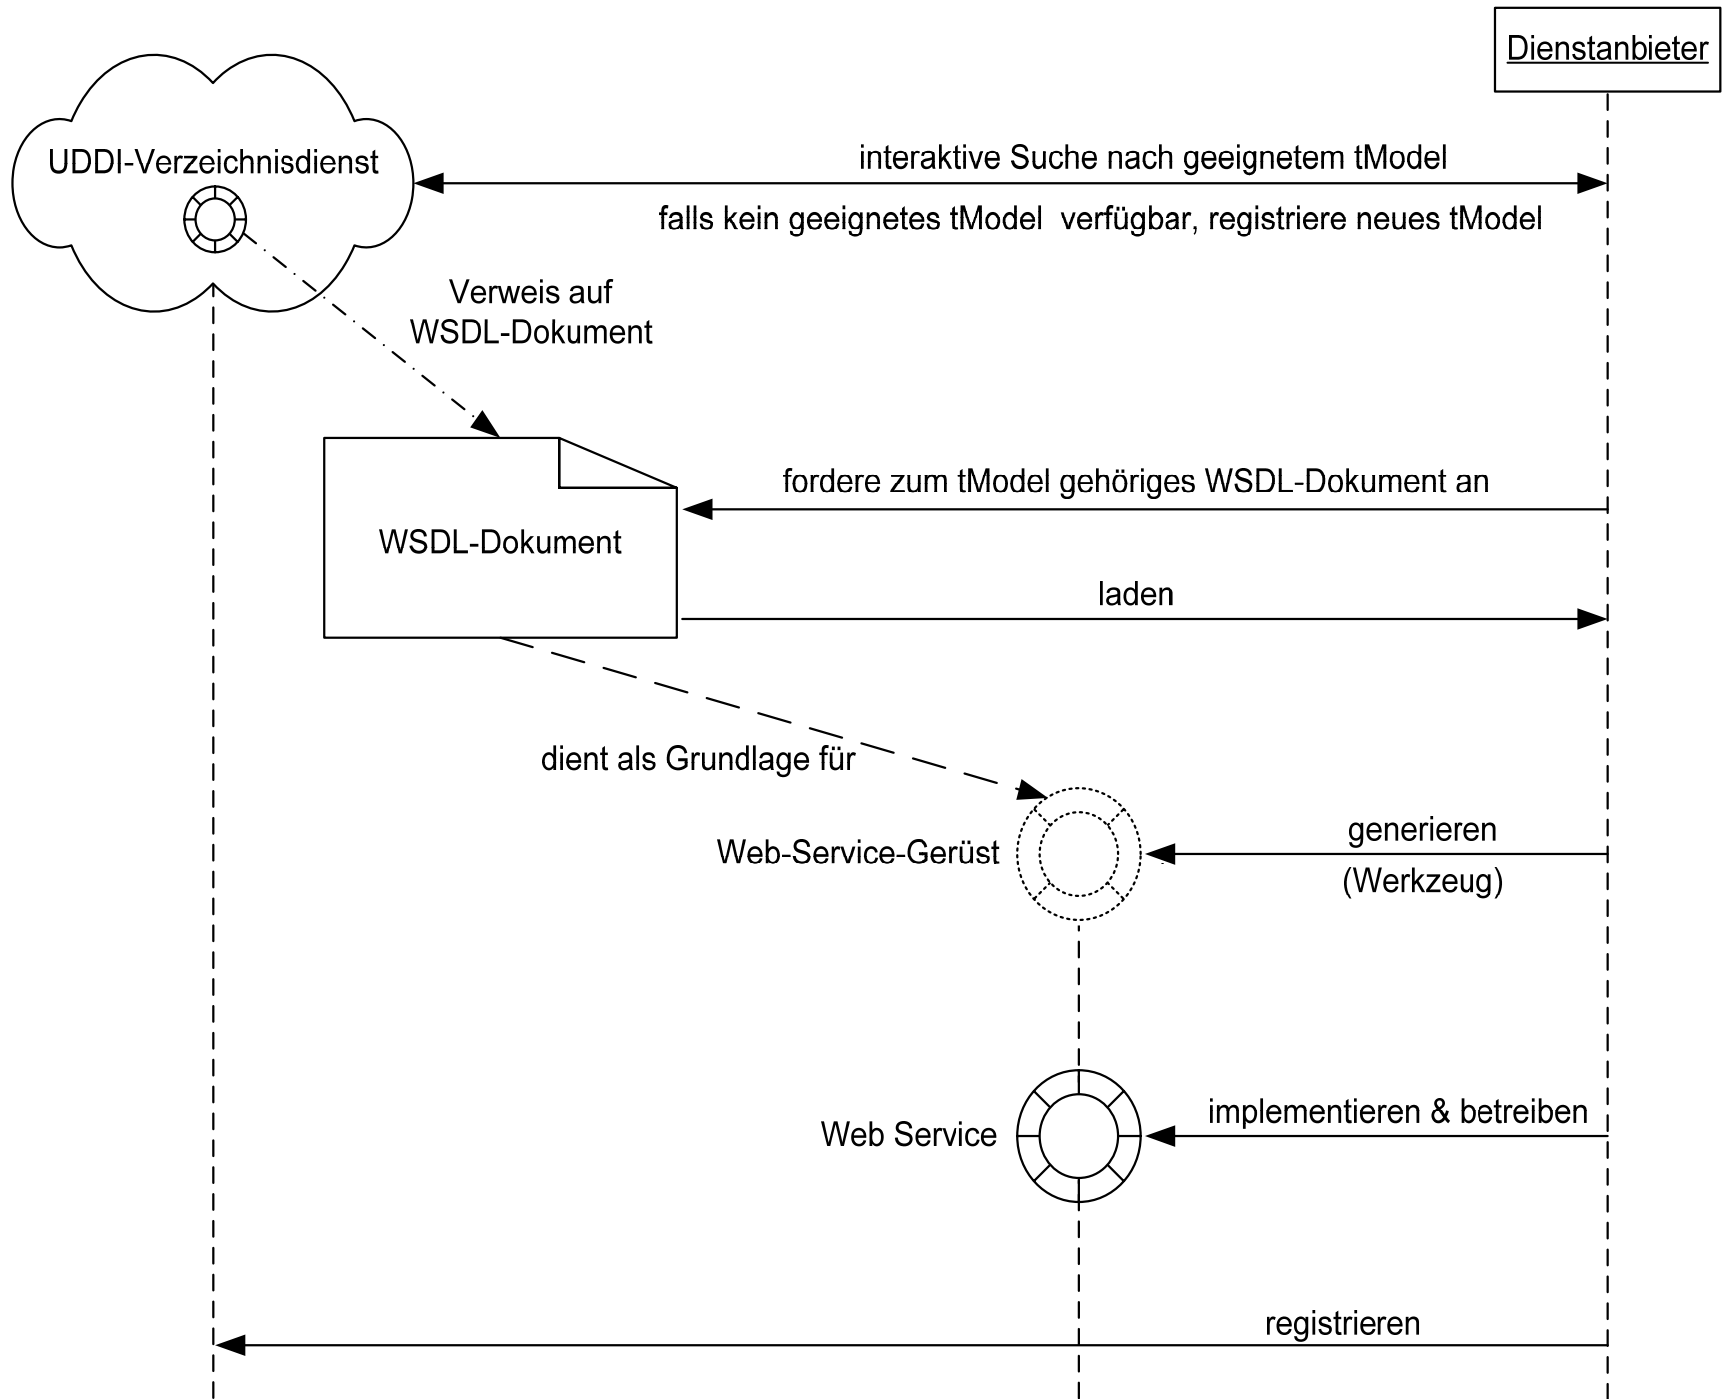 Dienstanbieter
UDDI-Verzeichnisdienst
interaktive Suche nach geeignetem tModel
falls kein geeignetes tModel verfügbar, registriere neues tModel
Verweis auf
WSDL-Dokument
fordere zum tModel gehöriges WSDL-Dokument an
WSDL-Dokument
laden
dient als Grundlage für
generieren
Web-Service-Gerüst
(Werkzeug)
implementieren & betreiben
Web Service
registrieren